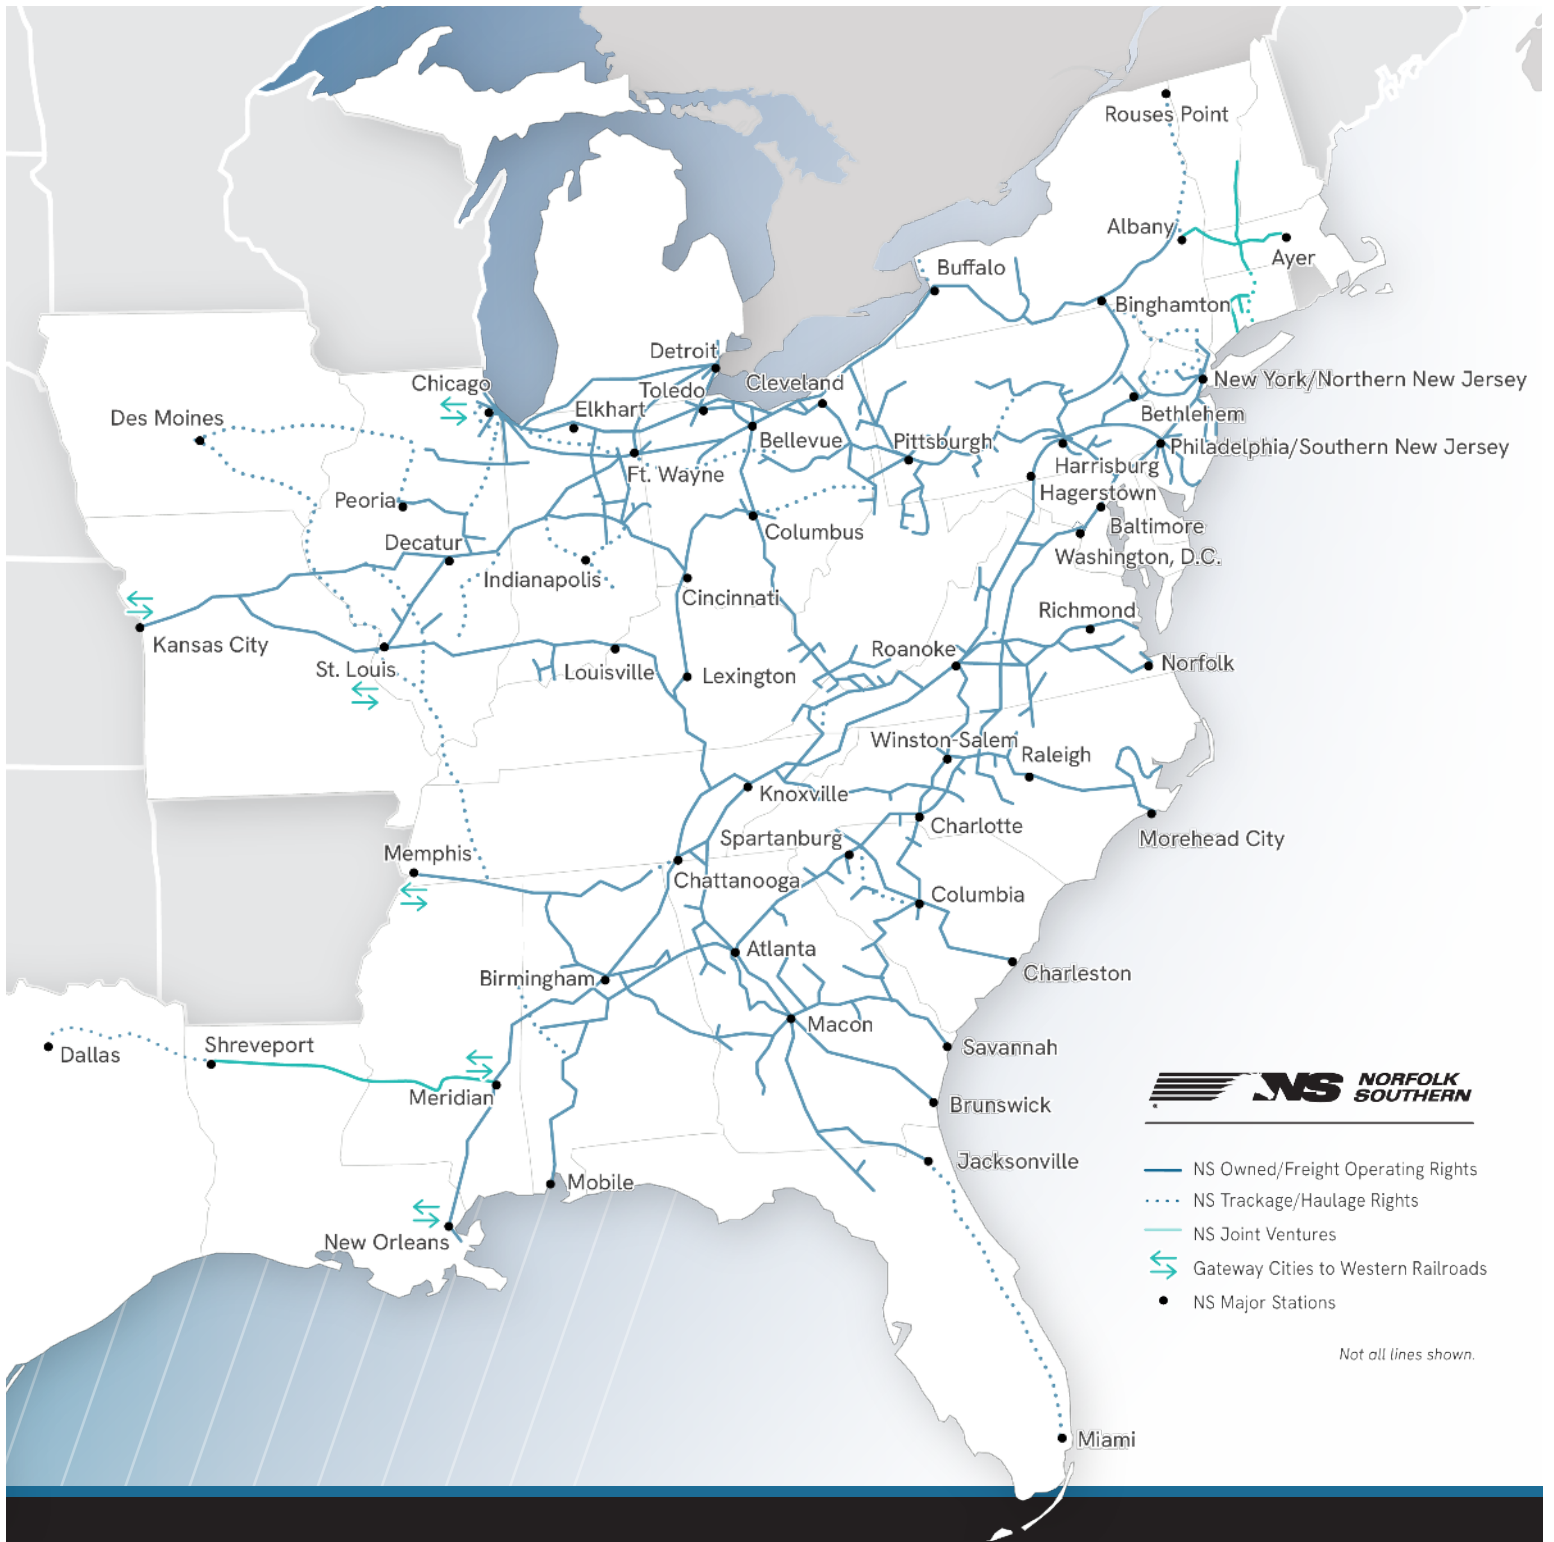 Rouses Point
Albany
Ayer
Buffalo
Binghamton
Detroit
Chicago
Toledo
Cleveland
New York/Northern New Jersey
Des Moines
Elkhart
Bethlehem
Bellevue
Pittsburgh
Philadelphia/Southern New Jersey
Ft. Wayne
Harrisburg
Peoria
Hagerstown
Columbus
Baltimore
Decatur
Washington, D.C.
Indianapolis
Cincinnati
Richmond
Kansas City
Roanoke
St. Louis
Louisville
Lexington
Norfolk
Winston-Salem
Raleigh
Knoxville
Charlotte
Spartanburg
Morehead City
Memphis
Chattanooga
Columbia
Atlanta
Birmingham
Charleston
Macon
Dallas
Shreveport
Savannah
Meridian
Brunswick
Jacksonville
Mobile
New Orleans
Miami
NS NORFOLK
SOUTHERN
NS Owned/Freight Operating Rights
NS Trackage/Haulage Rights
NS Joint Ventures
Gateway Cities to Western Railroads
NS Major Stations
Not all lines shown.